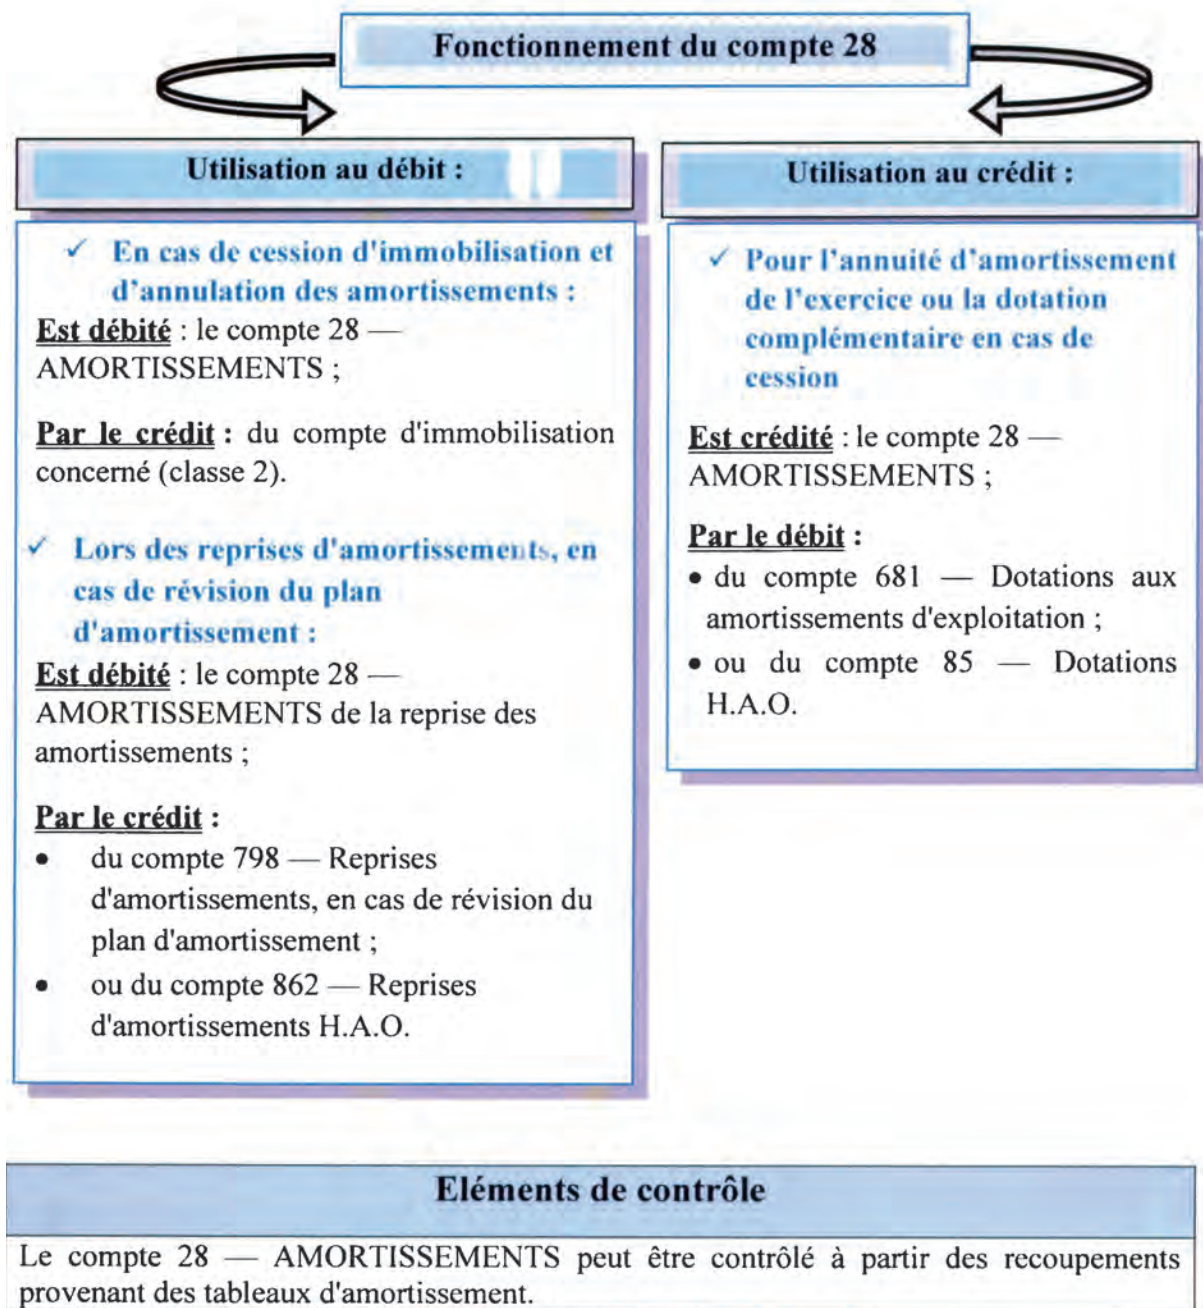 Fonctionnement du compte 28
Utilisation au débit :
✓ En cas de cession d'immobilisation et
d'annulation des amortissements :
Est débité : le compte 28 —
AMORTISSEMENTS ;
Par le crédit : du compte d'immobilisation
concerné (classe 2).
✓ Lors des reprises d'amortissements, en
cas de révision du plan
d'amortissement :
Est débité : le compte 28 —
AMORTISSEMENTS de la reprise des
amortissements ;
Par le crédit :
• du compte 798 — Reprises
d'amortissements, en cas de révision du
plan d'amortissement ;
• ou du compte 862 — Reprises
d'amortissements H.A.O.
Utilisation au crédit :
✓ Pour l'annuité d'amortissement
de l'exercice ou la dotation
complémentaire en cas de
cession
Est crédité : le compte 28 —
AMORTISSEMENTS ;
Par le débit :
• du compte 681 — Dotations aux
amortissements d'exploitation ;
• ou du compte 85 — Dotations
H.A.O.
Eléments de contrôle
Le compte 28 — AMORTISSEMENTS peut être contrôlé à partir des recoupements
provenant des tableaux d'amortissement.